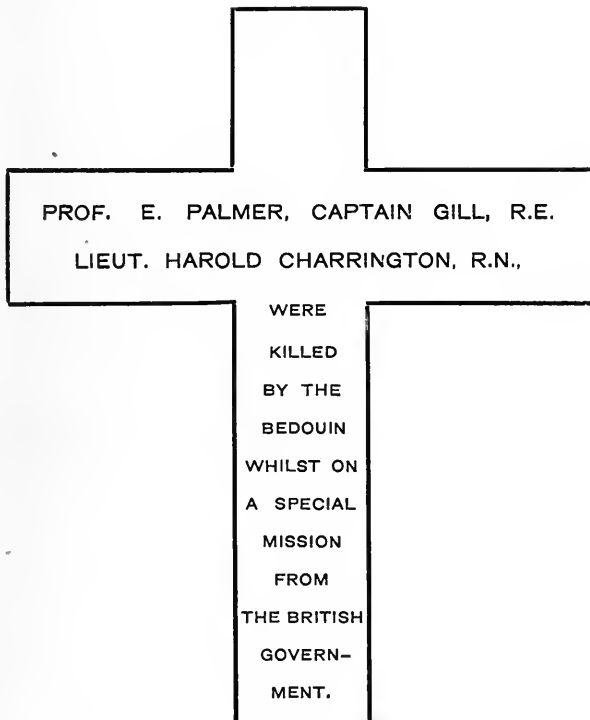 PROF. E. PALMER, CAPTAIN GILL, R.E.
LIEUT. HAROLD CHARRINGTON, R.N.,
WERE
KILLED
BY THE
BEDOUIN
WHILST ON
A SPECIAL
MISSION
FROM
THE BRITISH
GOVERN-
MENT.